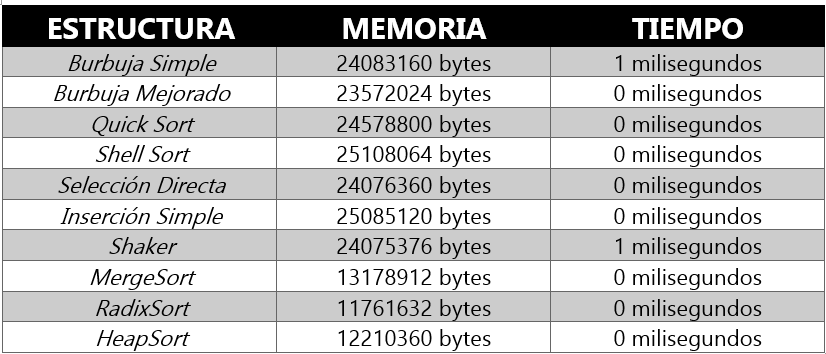 ESTRUCTURA MEMORIA TIEMPO
Burbuja Simple 24083160 bytes 1 milisegundos
Burbuja Mejorado 23572024 bytes 0 milisegundos
Quick Sort 24578800 bytes 0 milisegundos
Shell Sort 25108064 bytes 0 milisegundos
Selección Directa 24076360 bytes 0 milisegundos
Inserción Simple 25085120 bytes 0 milisegundos
Shaker 24075376 bytes 1 milisegundos
MergeSort 13178912 bytes 0 milisegundos
RadixSort 11761632 bytes 0 milisegundos
HeapSort 12210360 bytes 0 milisegundos